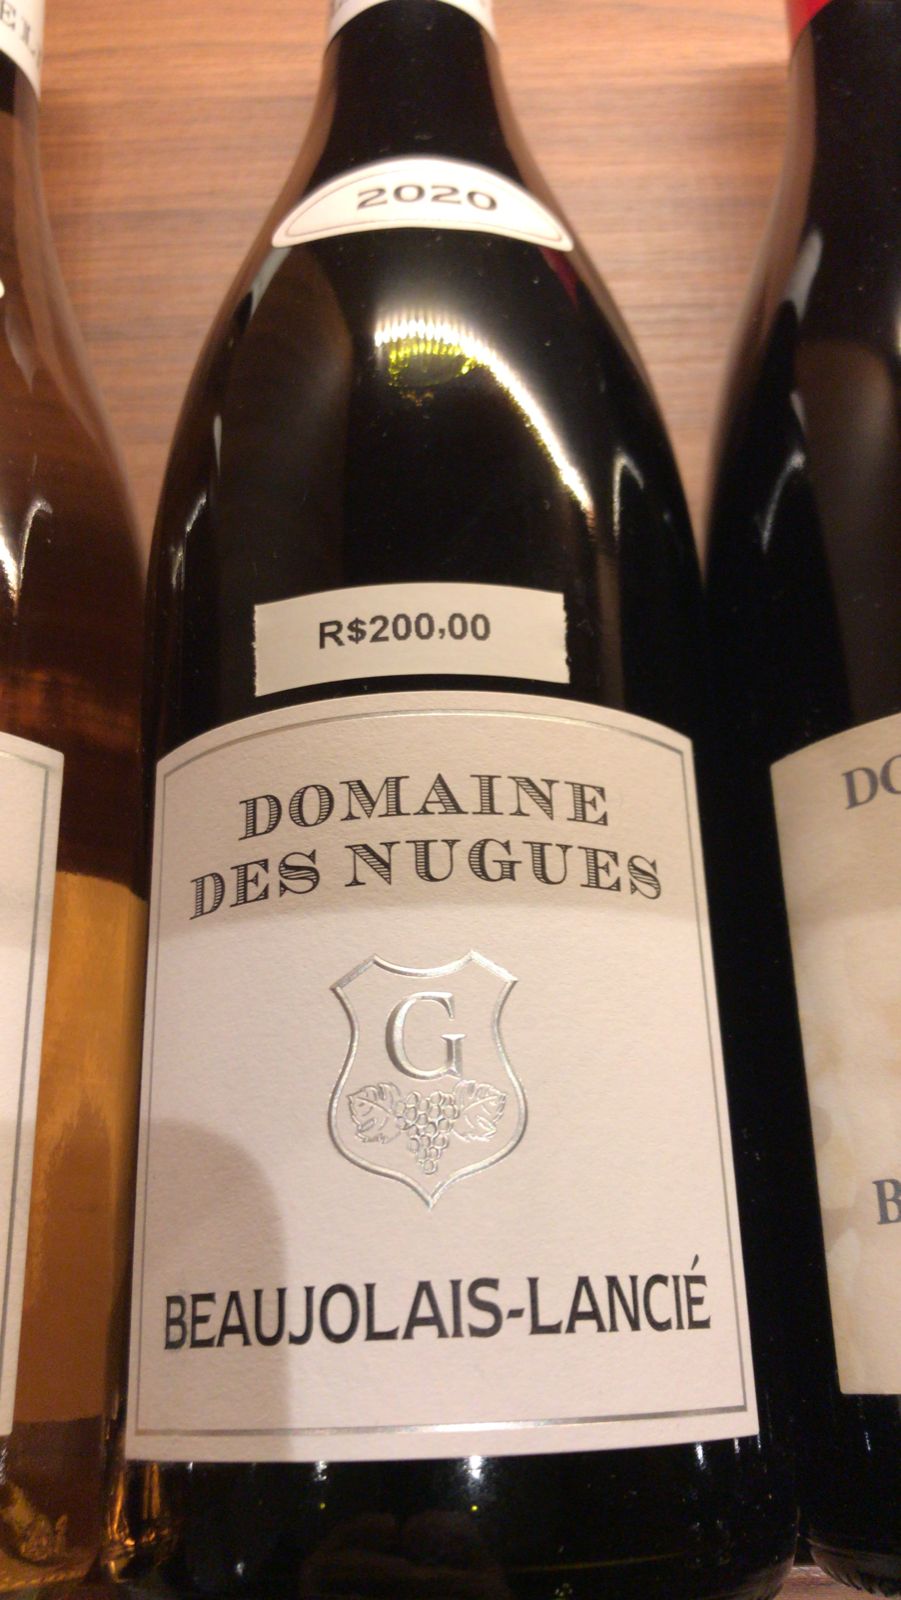 2020
R$200,00
DOMAINE
DES NUGUES
G
BEAUJOLAIS-LANCIÉ